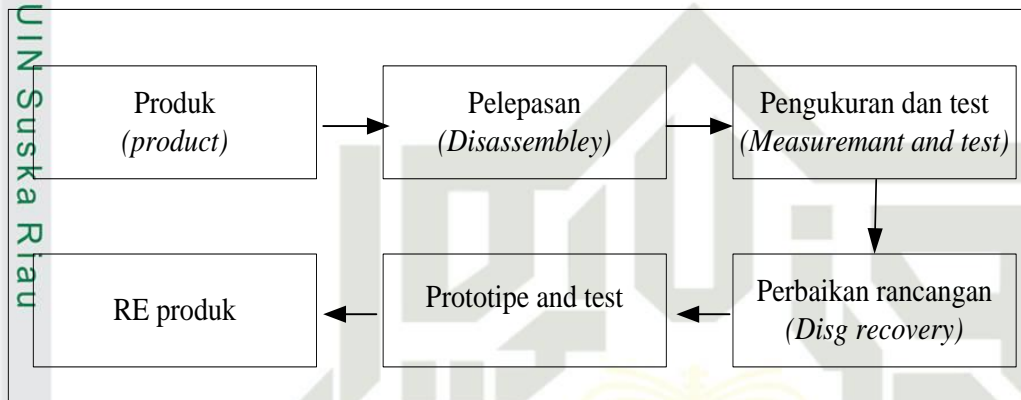 UIN Suska Riau
Produk
(product)
Pelepasan
(Disassembley)
Pengukuran dan test
(Measuremant and test)
RE produk
Prototipe and test
Perbaikan rancangan
(Disg recovery)